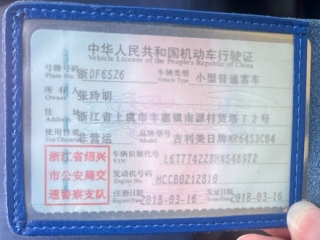 中华人民共和国机动车行驶证
Vehicle License of the People's Republic of China
号牌号码 浙DF6SZ6 车辆类型 小型普通客车
Plate No. Vehicle Type
所有人 张玲明
Owner
住址 浙江省上虞市丰惠镇南源村贾塔72号
Address
使用性质 非营运 品牌型号 吉利美日牌MR6453C04
Use Character Model
浙江省绍兴
市公安局交
通警察支队
车辆识别代号
VIN
发动机号码 HCCB0212810
Engine No.
注册日期 2018-03-16 发证日期 2018-03-16
Register Date Issue Date